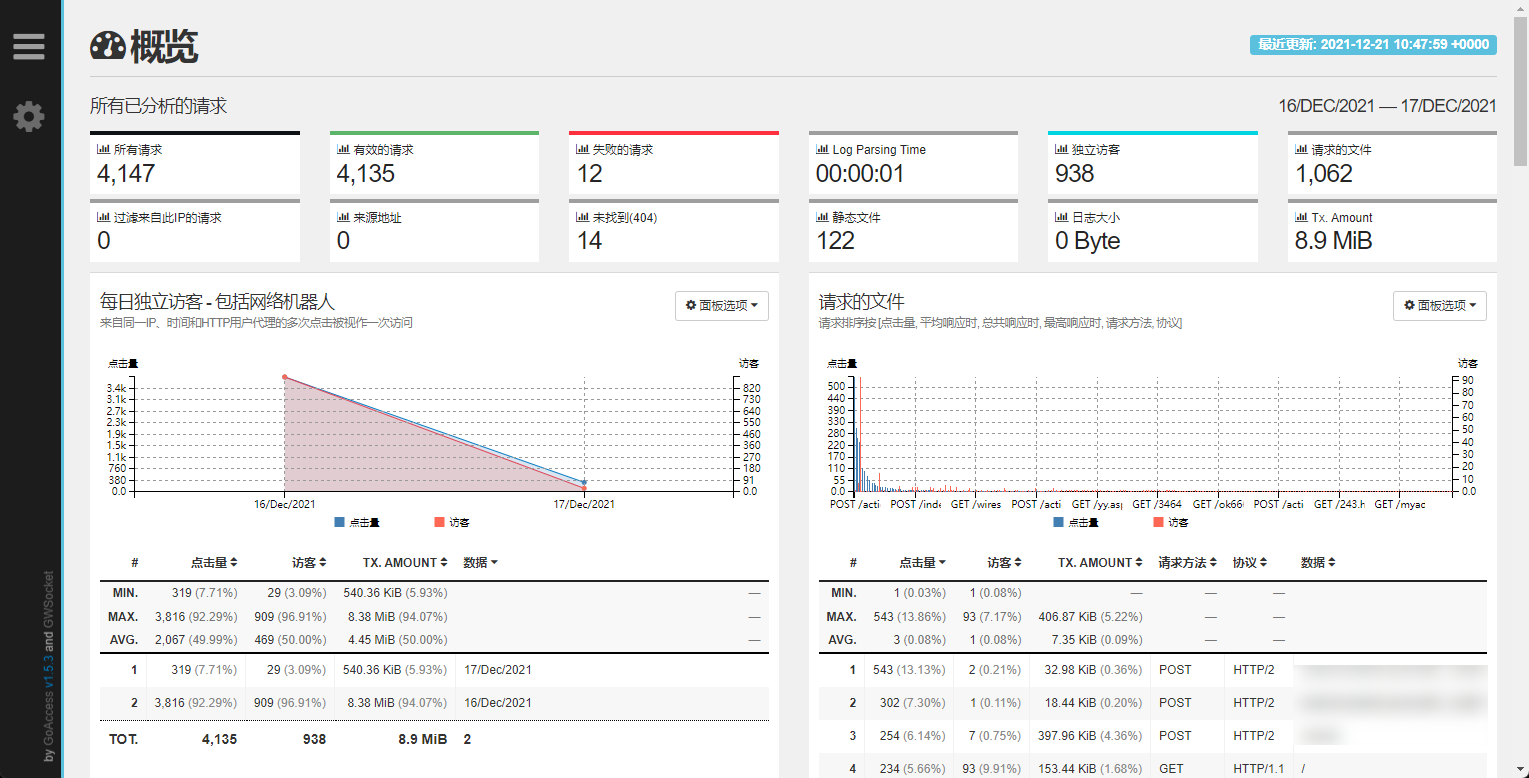 概览
最近更新: 2021-12-21 10:47:59 +0000
所有已分析的请求
16/DEC/2021 — 17/DEC/2021
所有请求
4,147
有效的请求
4,135
失败的请求
12
Log Parsing Time
00:00:01
独立访客
938
请求的文件
1,062
过滤来自此IP的请求
0
来源地址
0
未找到(404)
14
静态文件
122
日志大小
0 Byte
Tx. Amount
8.9 MiB
每日独立访客 - 包括网络机器人
来自同一IP、时间和HTTP用户代理的多次点击被视作一次访问
面板选项
点击量
访客
3.4k
3.1k
2.7k
2.3k
1.9k
1.5k
1.1k
760
380
0.0
820
730
640
550
460
360
270
180
91
0.0
16/Dec/2021
17/Dec/2021
点击量 访客
# 点击量 访客 TX. AMOUNT 数据
MIN. 319 (7.71%) 29 (3.09%) 540.36 KiB (5.93%) —
MAX. 3,816 (92.29%) 909 (96.91%) 8.38 MiB (94.07%) —
AVG. 2,067 (49.99%) 469 (50.00%) 4.45 MiB (50.00%) —
1 319 (7.71%) 29 (3.09%) 540.36 KiB (5.93%) 17/Dec/2021
2 3,816 (92.29%) 909 (96.91%) 8.38 MiB (94.07%) 16/Dec/2021
TOT. 4,135 938 8.9 MiB 2
请求的文件
请求排序按 [点击量, 平均响应时, 总共响应时, 最高响应时, 请求方法, 协议]
面板选项
点击量
访客
500
440
390
330
280
220
170
110
55
0.0
90
80
70
60
50
40
30
20
10
0.0
POST /acti POST /inde GET /wires POST /acti GET /yy.asp GET /3464 GET /ok66 POST /acti GET /243.h GET /myac
点击量 访客
# 点击量 访客 TX. AMOUNT 请求方法 协议 数据
MIN. 1 (0.03%) 1 (0.08%) — — —
MAX. 543 (13.86%) 93 (7.17%) 406.87 KiB (5.22%) — —
AVG. 3 (0.08%) 1 (0.08%) 7.35 KiB (0.09%) — —
1 543 (13.13%) 2 (0.21%) 32.98 KiB (0.36%) POST HTTP/2
2 302 (7.30%) 1 (0.11%) 18.44 KiB (0.20%) POST HTTP/2
3 254 (6.14%) 7 (0.75%) 397.96 KiB (4.36%) POST HTTP/2
4 234 (5.66%) 93 (9.91%) 153.44 KiB (1.68%) GET HTTP/1.1 /
by GoAccess v1.5.3 and GWSocket